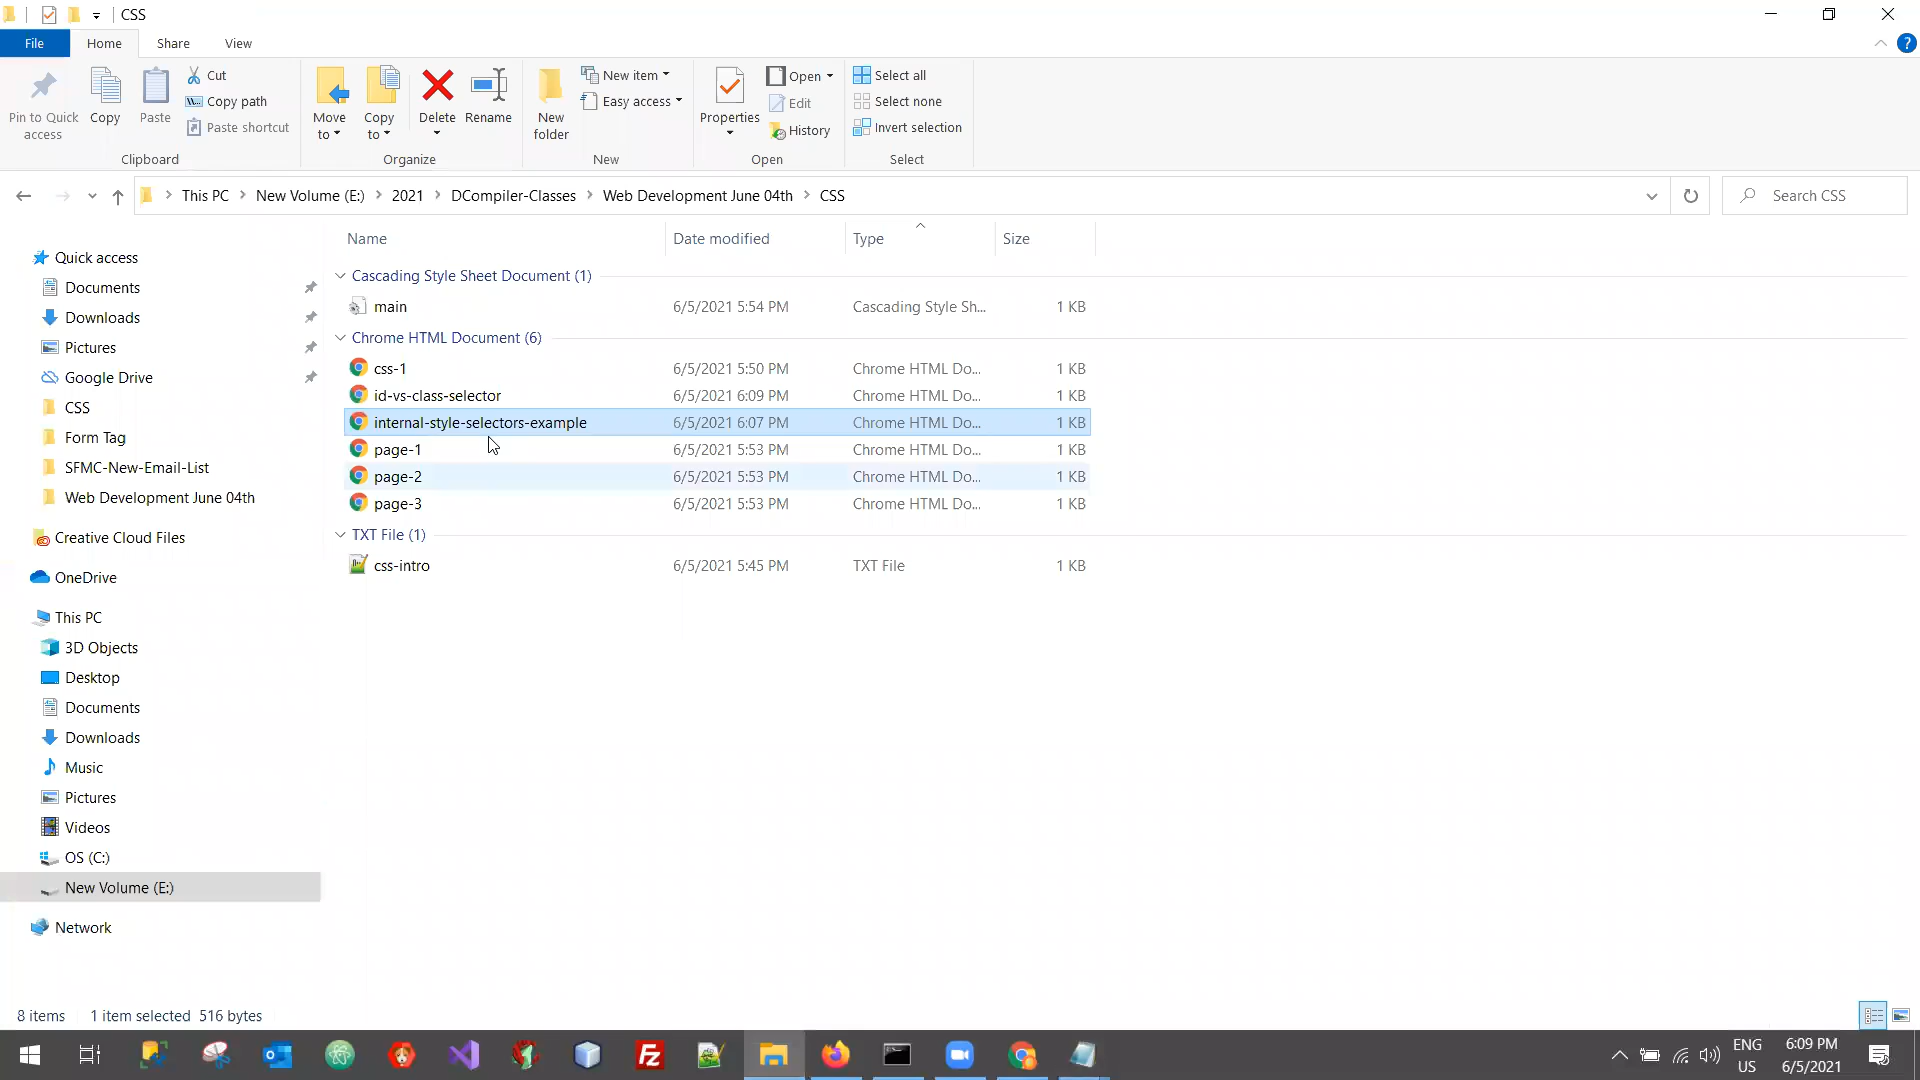 CSS
File Home Share View
Pin to Quick access
Copy
Paste
Cut
Copy path
Paste shortcut
Clipboard
Move to
Copy to
Delete
Rename
Organize
New folder
New item
Easy access
New
Properties
Open
Edit
History
Open
Select all
Select none
Invert selection
Select
This PC > New Volume (E:) > 2021 > DCompiler-Classes > Web Development June 04th > CSS
Search CSS
Name Date modified Type Size
Cascading Style Sheet Document (1)
main 6/5/2021 5:54 PM Cascading Style Sh... 1 KB
Chrome HTML Document (6)
css-1 6/5/2021 5:50 PM Chrome HTML Do... 1 KB
id-vs-class-selector 6/5/2021 6:09 PM Chrome HTML Do... 1 KB
internal-style-selectors-example 6/5/2021 6:07 PM Chrome HTML Do... 1 KB
page-1 6/5/2021 5:53 PM Chrome HTML Do... 1 KB
page-2 6/5/2021 5:53 PM Chrome HTML Do... 1 KB
page-3 6/5/2021 5:53 PM Chrome HTML Do... 1 KB
TXT File (1)
css-intro 6/5/2021 5:45 PM TXT File 1 KB
Quick access
Documents
Downloads
Pictures
Google Drive
CSS
Form Tag
SFMC-New-Email-List
Web Development June 04th
Creative Cloud Files
OneDrive
This PC
3D Objects
Desktop
Documents
Downloads
Music
Pictures
Videos
OS (C:)
New Volume (E:)
Network
8 items 1 item selected 516 bytes
ENG US
6:09 PM
6/5/2021